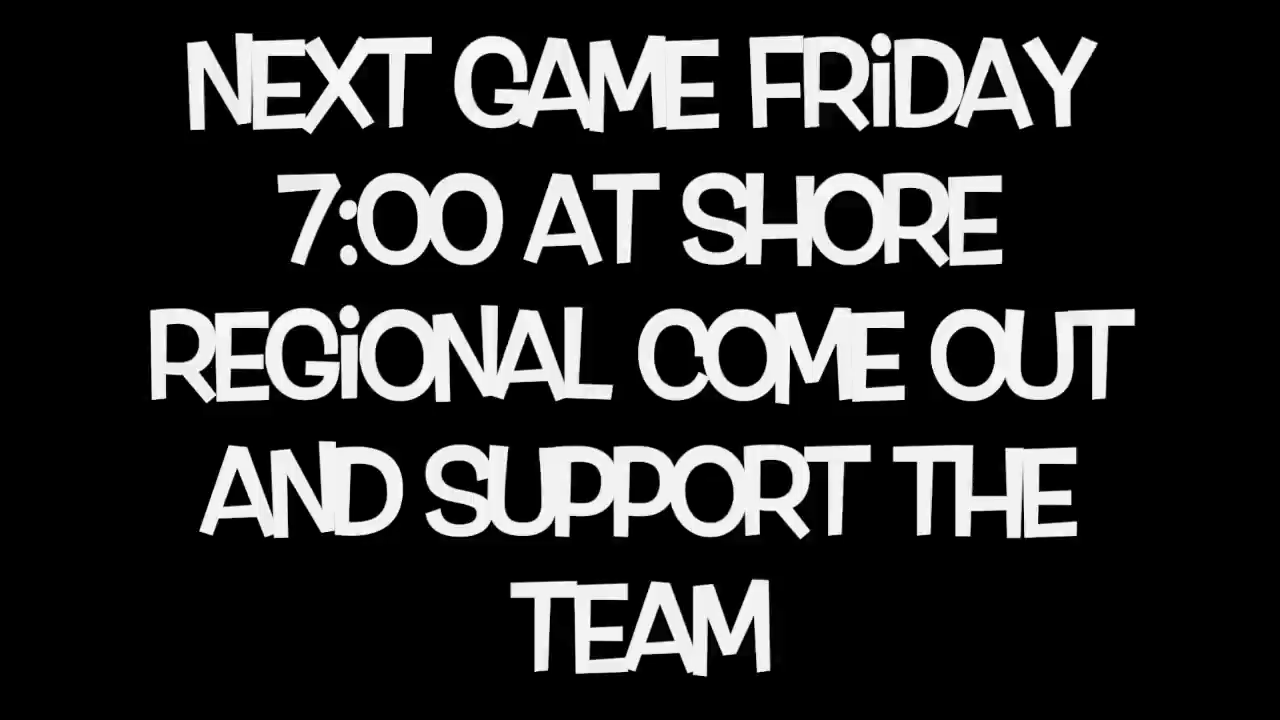 NEXT GAME FRiDAY
7:00 AT SHORE
REGiONAL COME OUT
AND SUPPORT THE
TEAM